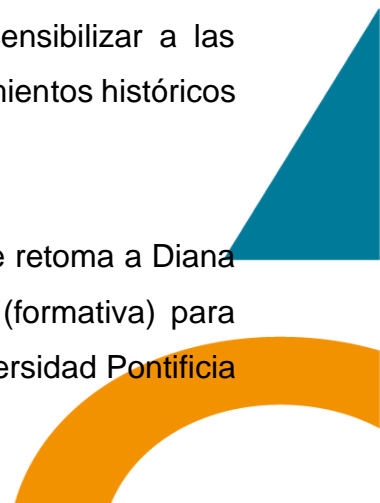 ensibilizar a las
mientos históricos
e retoma a Diana
(formativa) para
ersidad Pontificia